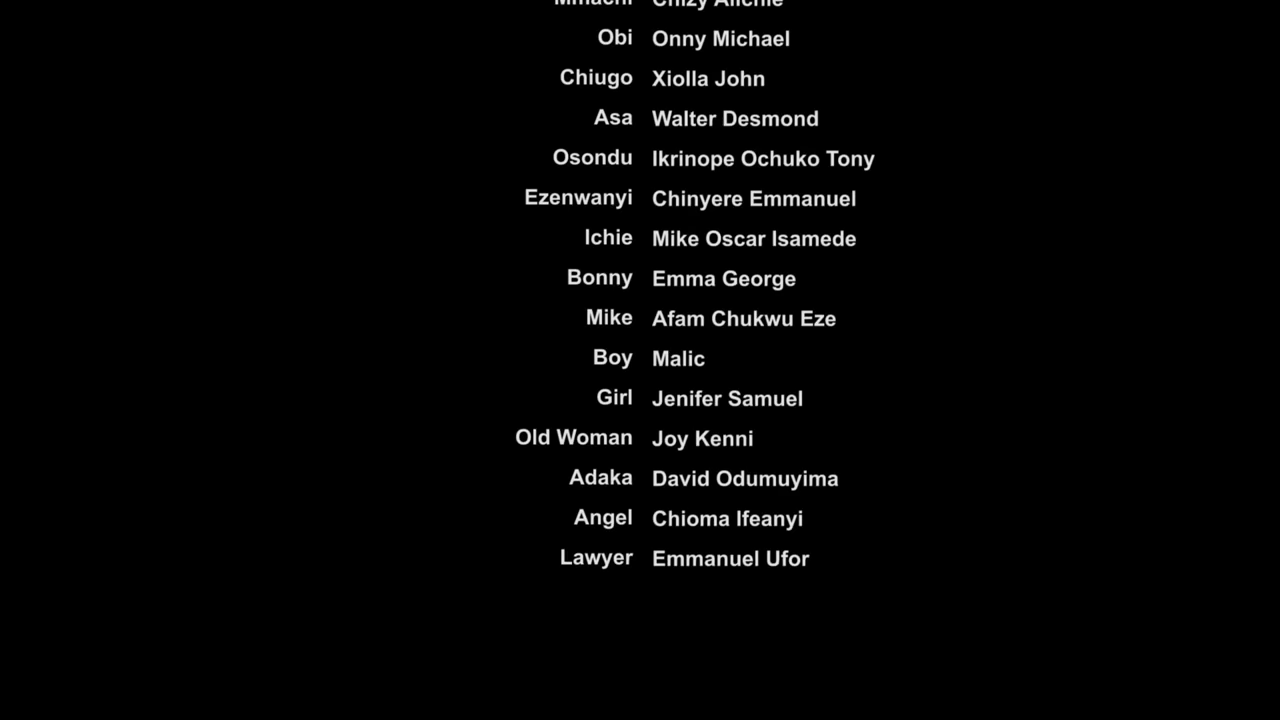 Obi Onny Michael
Chiugo Xiolla John
Asa Walter Desmond
Osondu Ikrinope Ochuko Tony
Ezenwanyi Chinyere Emmanuel
Ichie Mike Oscar Isamede
Bonny Emma George
Mike Afam Chukwu Eze
Boy Malic
Girl Jenifer Samuel
Old Woman Joy Kenni
Adaka David Odumuyima
Angel Chioma Ifeanyi
Lawyer Emmanuel Ufor